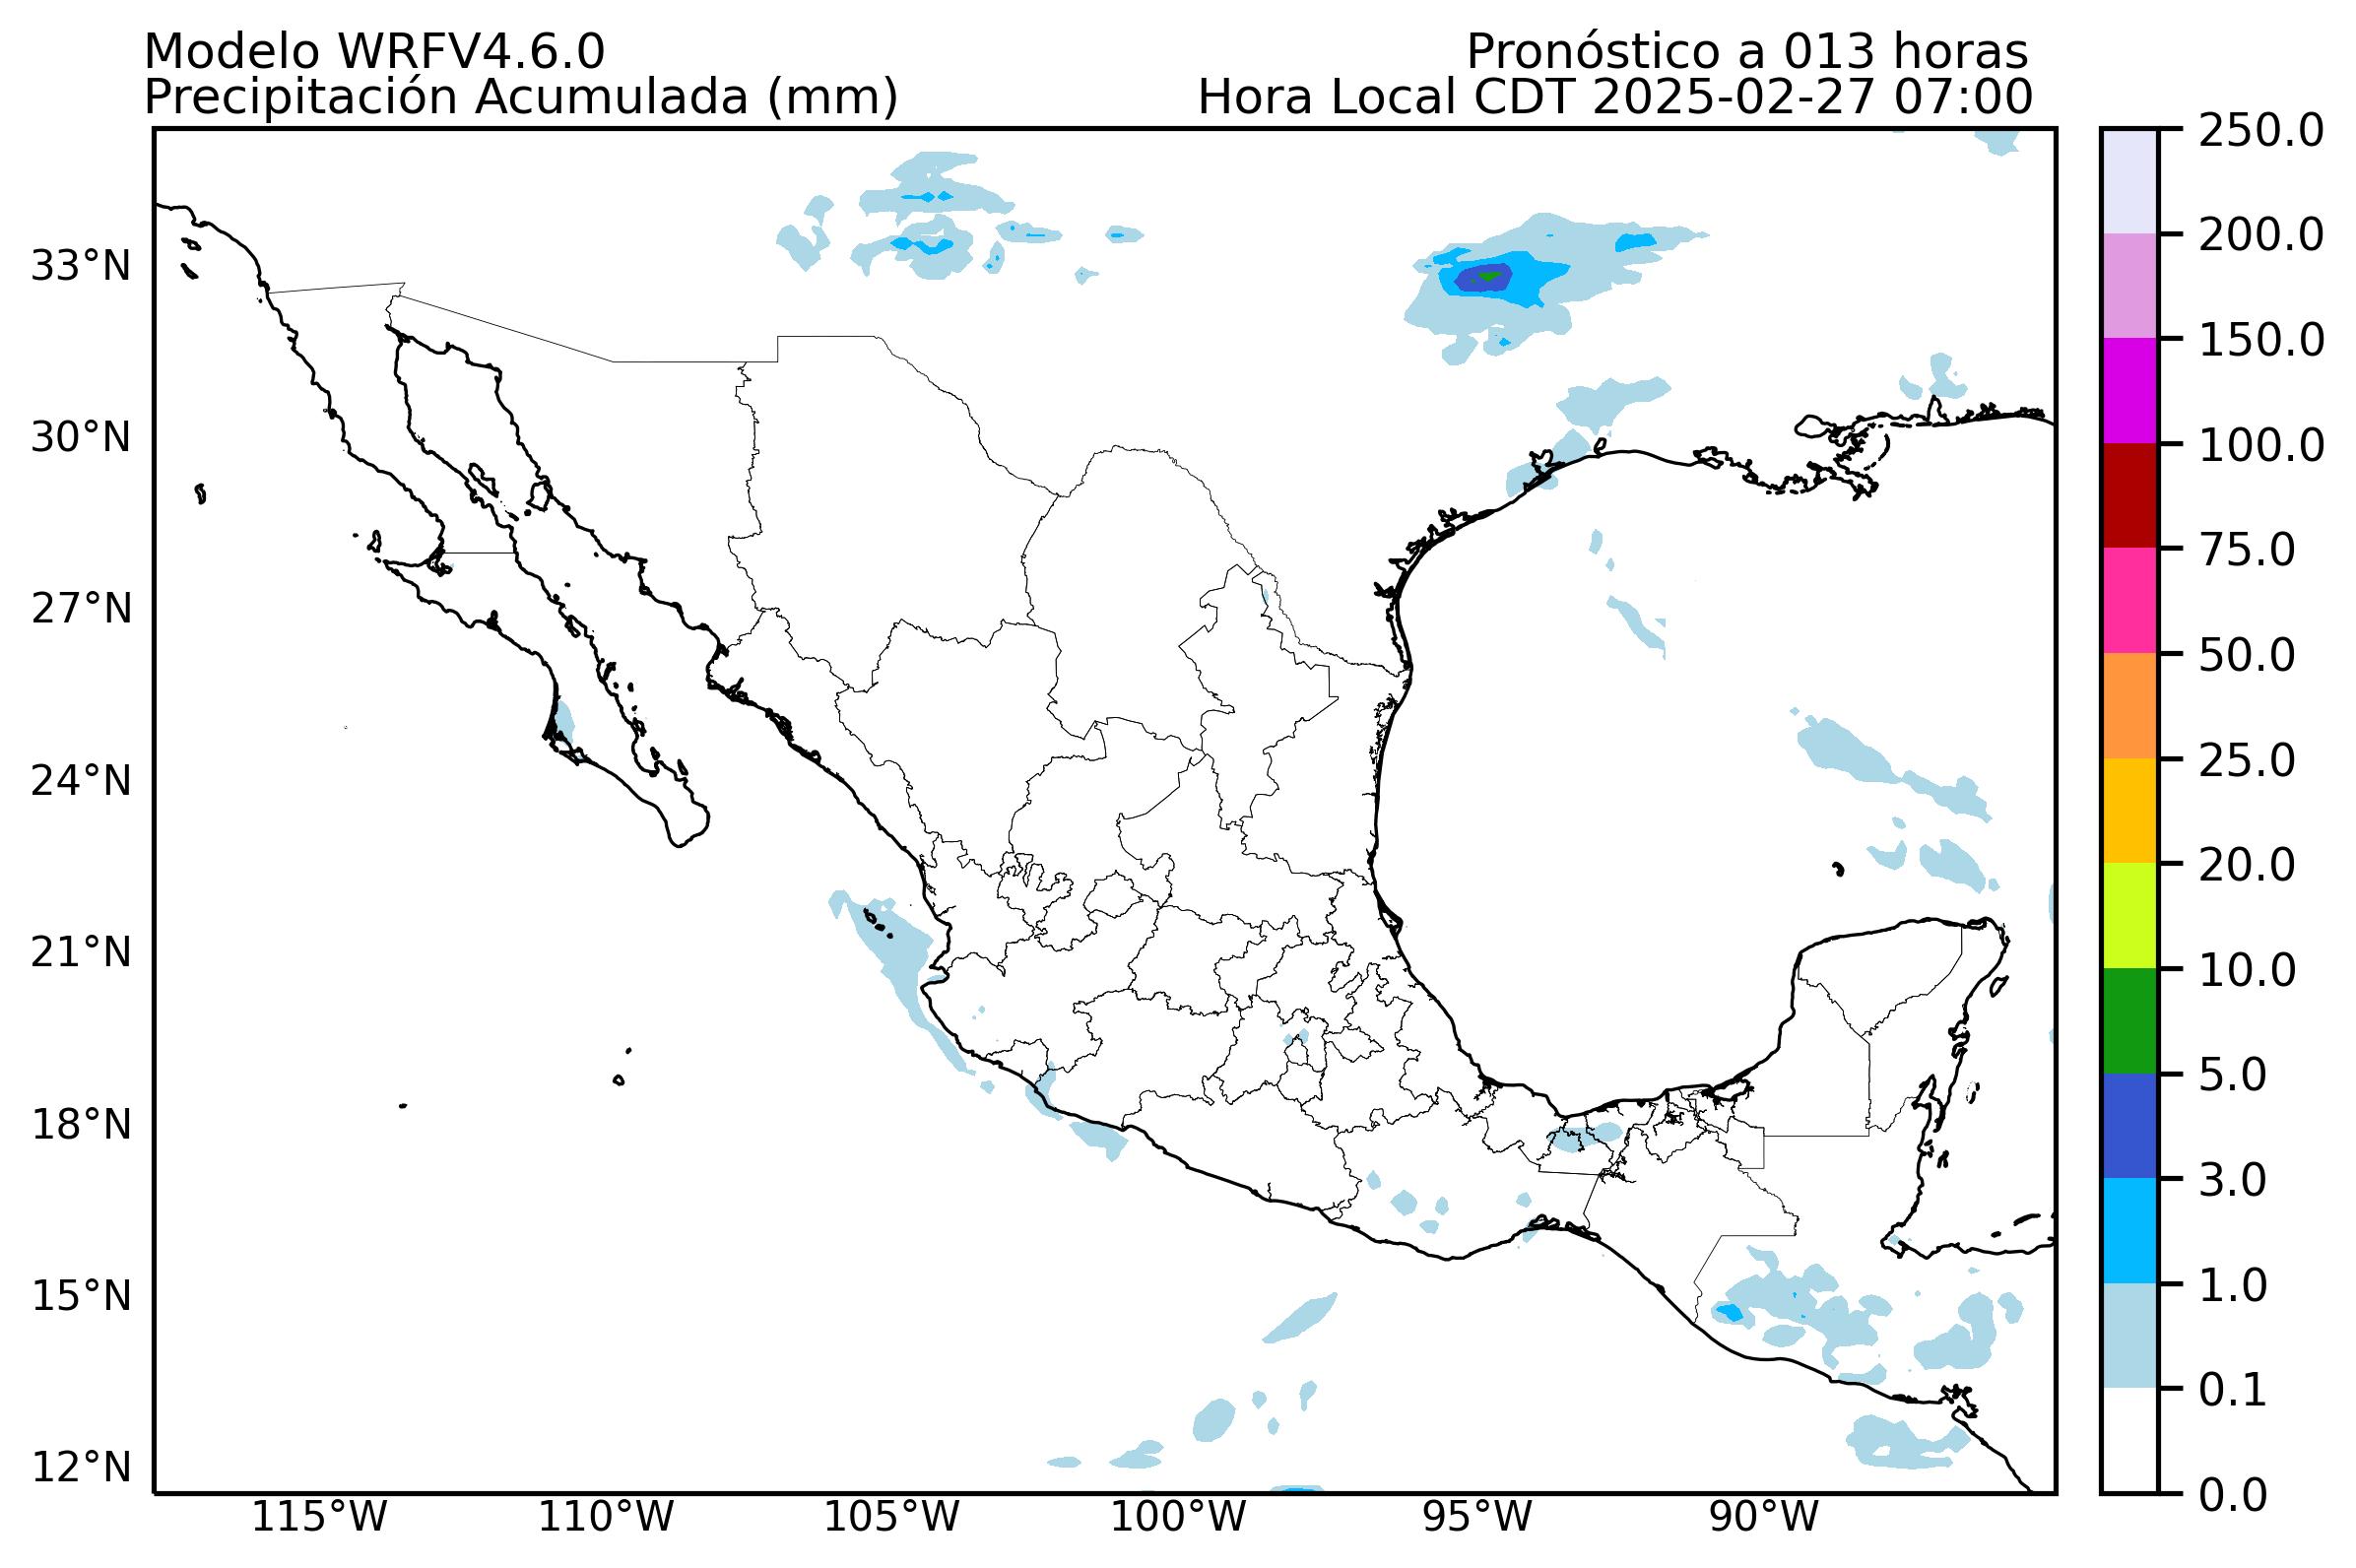 Modelo WRFV4.6.0
Pronóstico a 013 horas
Precipitación Acumulada (mm)
Hora Local CDT 2025-02-27 07:00
33°N
30°N
27°N
24°N
21°N
18°N
15°N
12°N
115°W
110°W
105°W
100°W
95°W
90°W
250.0
200.0
150.0
100.0
75.0
50.0
25.0
20.0
10.0
5.0
3.0
1.0
0.1
0.0